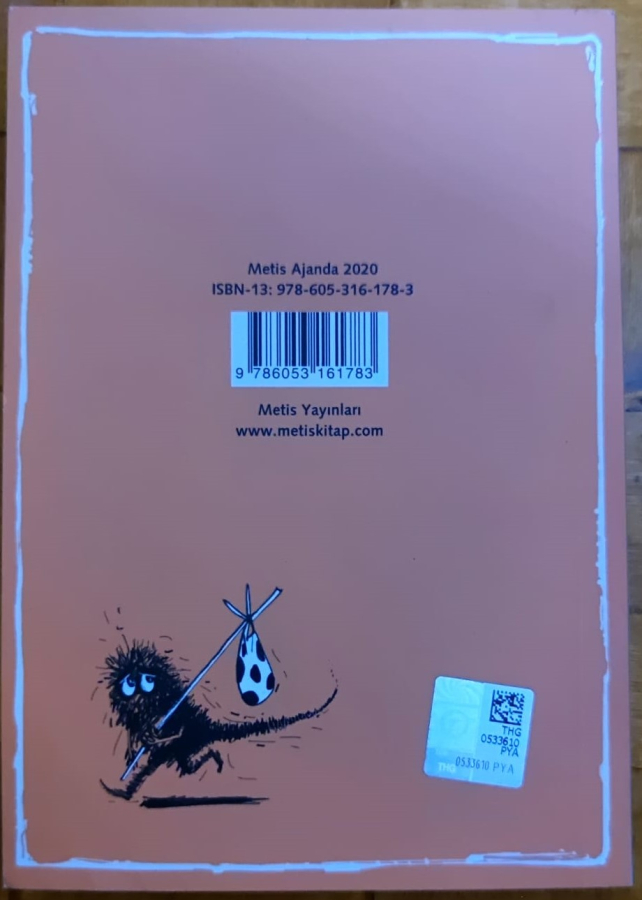 Metis Ajanda 2020
ISBN-13: 978-605-316-178-3
9 786053 161783
Metis Yayınları
www.metiskitap.com
THG
0533610
PYA
THG 0533610 PYA